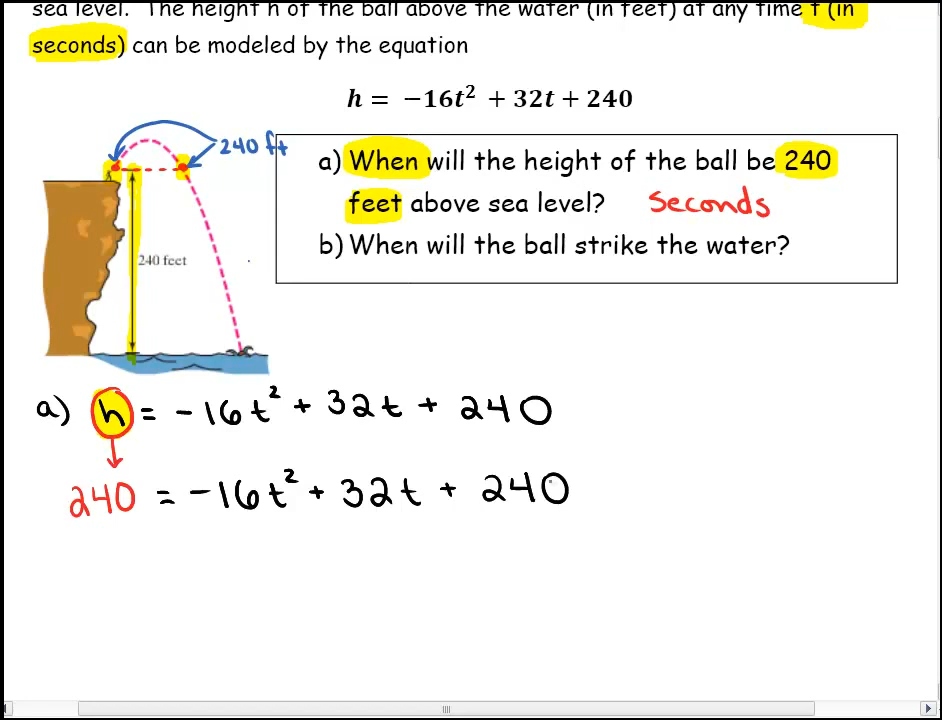 sea level. The height h of the ball above the water (in feet) at any time t (in
seconds) can be modeled by the equation
h = −16t² + 32t + 240
240 ft
a) When will the height of the ball be 240
feet above sea level? Seconds
b) When will the ball strike the water?
240 feet
a) h = -16t² + 32t + 240
240 = -16t² + 32t + 240